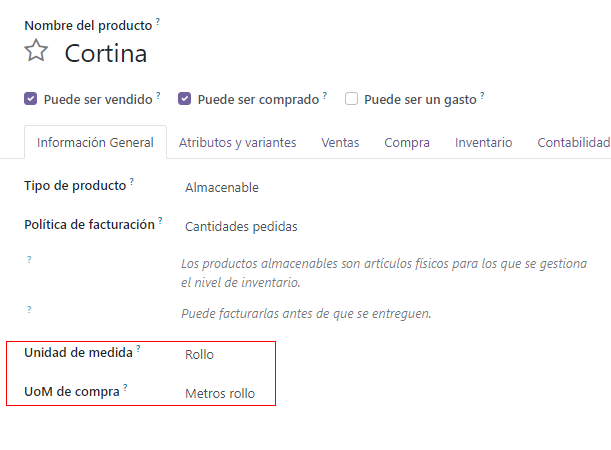 Nombre del producto ?
Cortina
Puede ser vendido ? Puede ser comprado ? Puede ser un gasto ?
Información General Atributos y variantes Ventas Compra Inventario Contabilidad
Tipo de producto ? Almacenable
Política de facturación ? Cantidades pedidas
? Los productos almacenables son artículos físicos para los que se gestiona
el nivel de inventario.
? Puede facturarlas antes de que se entreguen.
Unidad de medida ? Rollo
UoM de compra ? Metros rollo